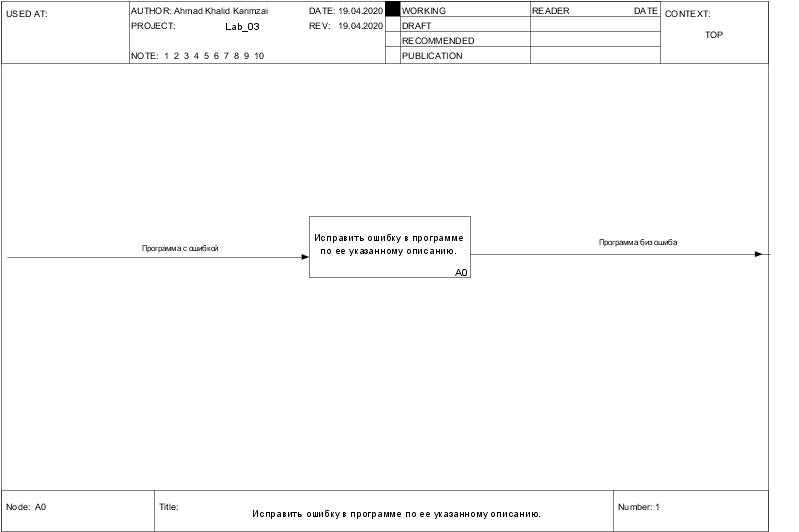 USED AT:
AUTHOR: Ahmad Khalid Karimzai
DATE: 19.04.2020
PROJECT: Lab_03
REV: 19.04.2020
NOTE: 1 2 3 4 5 6 7 8 9 10
WORKING
DRAFT
RECOMMENDED
PUBLICATION
READER DATE
CONTEXT:
TOP
Программа с ошибкой
Исправить ошибку в программе
по ее указанному описанию.
A0
Программа биз ошиба
Node: A0
Title:
Исправить ошибку в программе по ее указанному описанию.
Number: 1